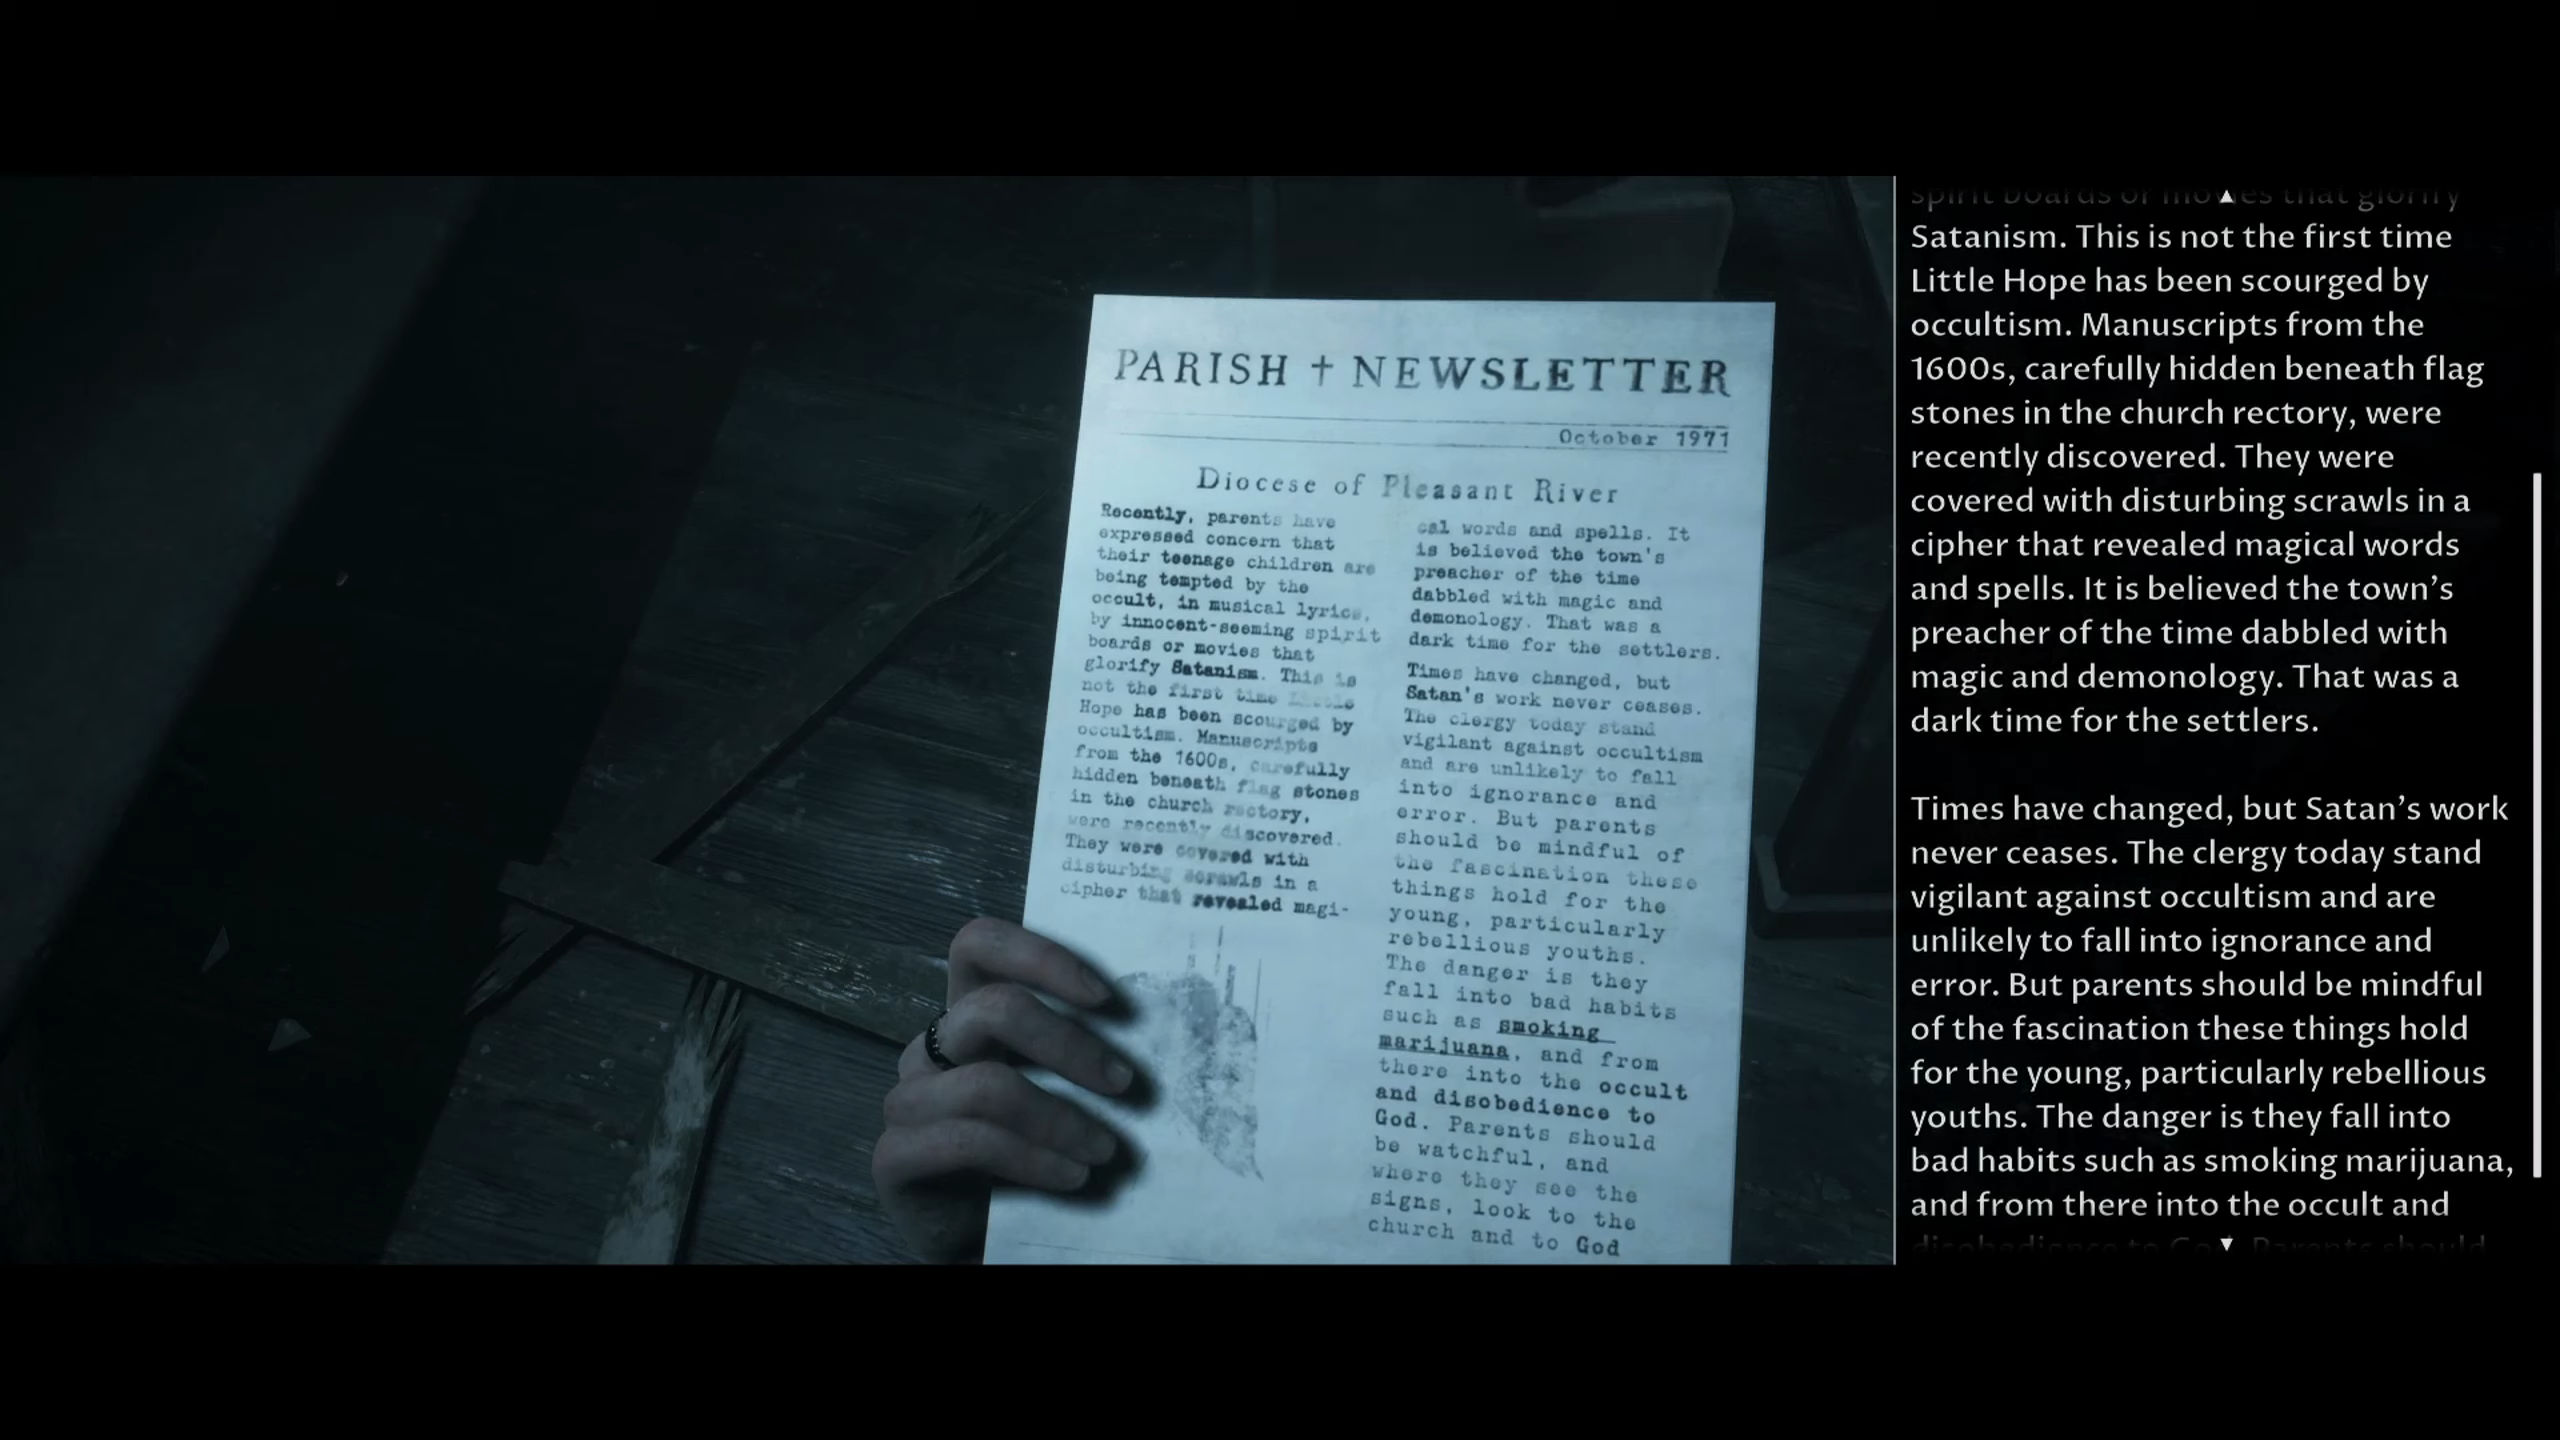 PARISH † NEWSLETTER
October 1971
Diocese of Pleasant River
Recently, parents have
expressed concern that
their teenage children are
being tempted by the
occult, in musical lyrics,
by innocent-seeming spirit
boards or movies that
glorify Satanism. This is
not the first time Little
Hope has been scourged by
occultism. Manuscripts
from the 1600s, carefully
hidden beneath flag stones
in the church rectory,
were recently discovered.
They were covered with
disturbing scrawls in a
cipher that revealed magi-
cal words and spells. It
is believed the town's
preacher of the time
dabbled with magic and
demonology. That was a
dark time for the settlers.
Times have changed, but
Satan's work never ceases.
The clergy today stand
vigilant against occultism
and are unlikely to fall
into ignorance and
error. But parents
should be mindful of
the fascination these
things hold for the
young, particularly
rebellious youths.
The danger is they
fall into bad habits
such as smoking
marijuana, and from
there into the occult
and disobedience to
God. Parents should
be watchful, and
where they see the
signs, look to the
church and to God
spirit boards or movies that glorify
Satanism. This is not the first time
Little Hope has been scourged by
occultism. Manuscripts from the
1600s, carefully hidden beneath flag
stones in the church rectory, were
recently discovered. They were
covered with disturbing scrawls in a
cipher that revealed magical words
and spells. It is believed the town's
preacher of the time dabbled with
magic and demonology. That was a
dark time for the settlers.
Times have changed, but Satan's work
never ceases. The clergy today stand
vigilant against occultism and are
unlikely to fall into ignorance and
error. But parents should be mindful
of the fascination these things hold
for the young, particularly rebellious
youths. The danger is they fall into
bad habits such as smoking marijuana,
and from there into the occult and
disobedience to God. Parents should